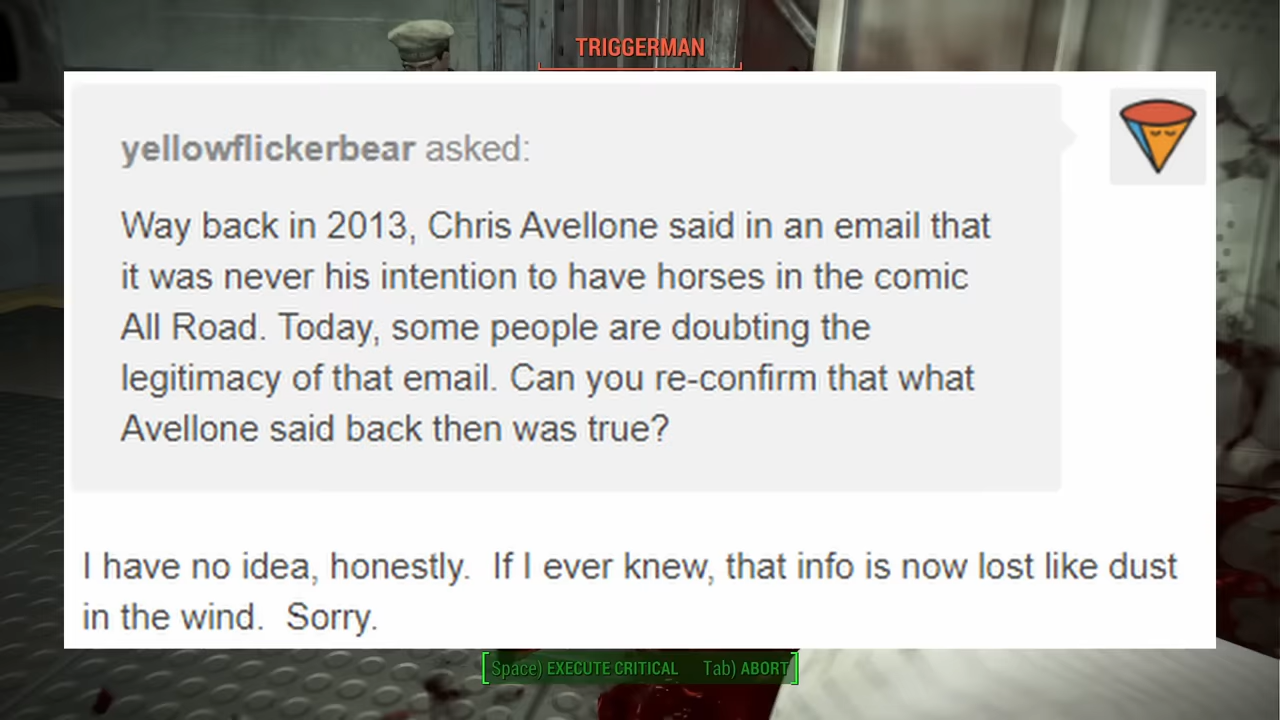 TRIGGERMAN
yellowflickerbear asked:
Way back in 2013, Chris Avellone said in an email that
it was never his intention to have horses in the comic
All Road. Today, some people are doubting the
legitimacy of that email. Can you re-confirm that what
Avellone said back then was true?
I have no idea, honestly.  If I ever knew, that info is now lost like dust
in the wind.  Sorry.
Space) EXECUTE CRITICAL Tab) ABORT